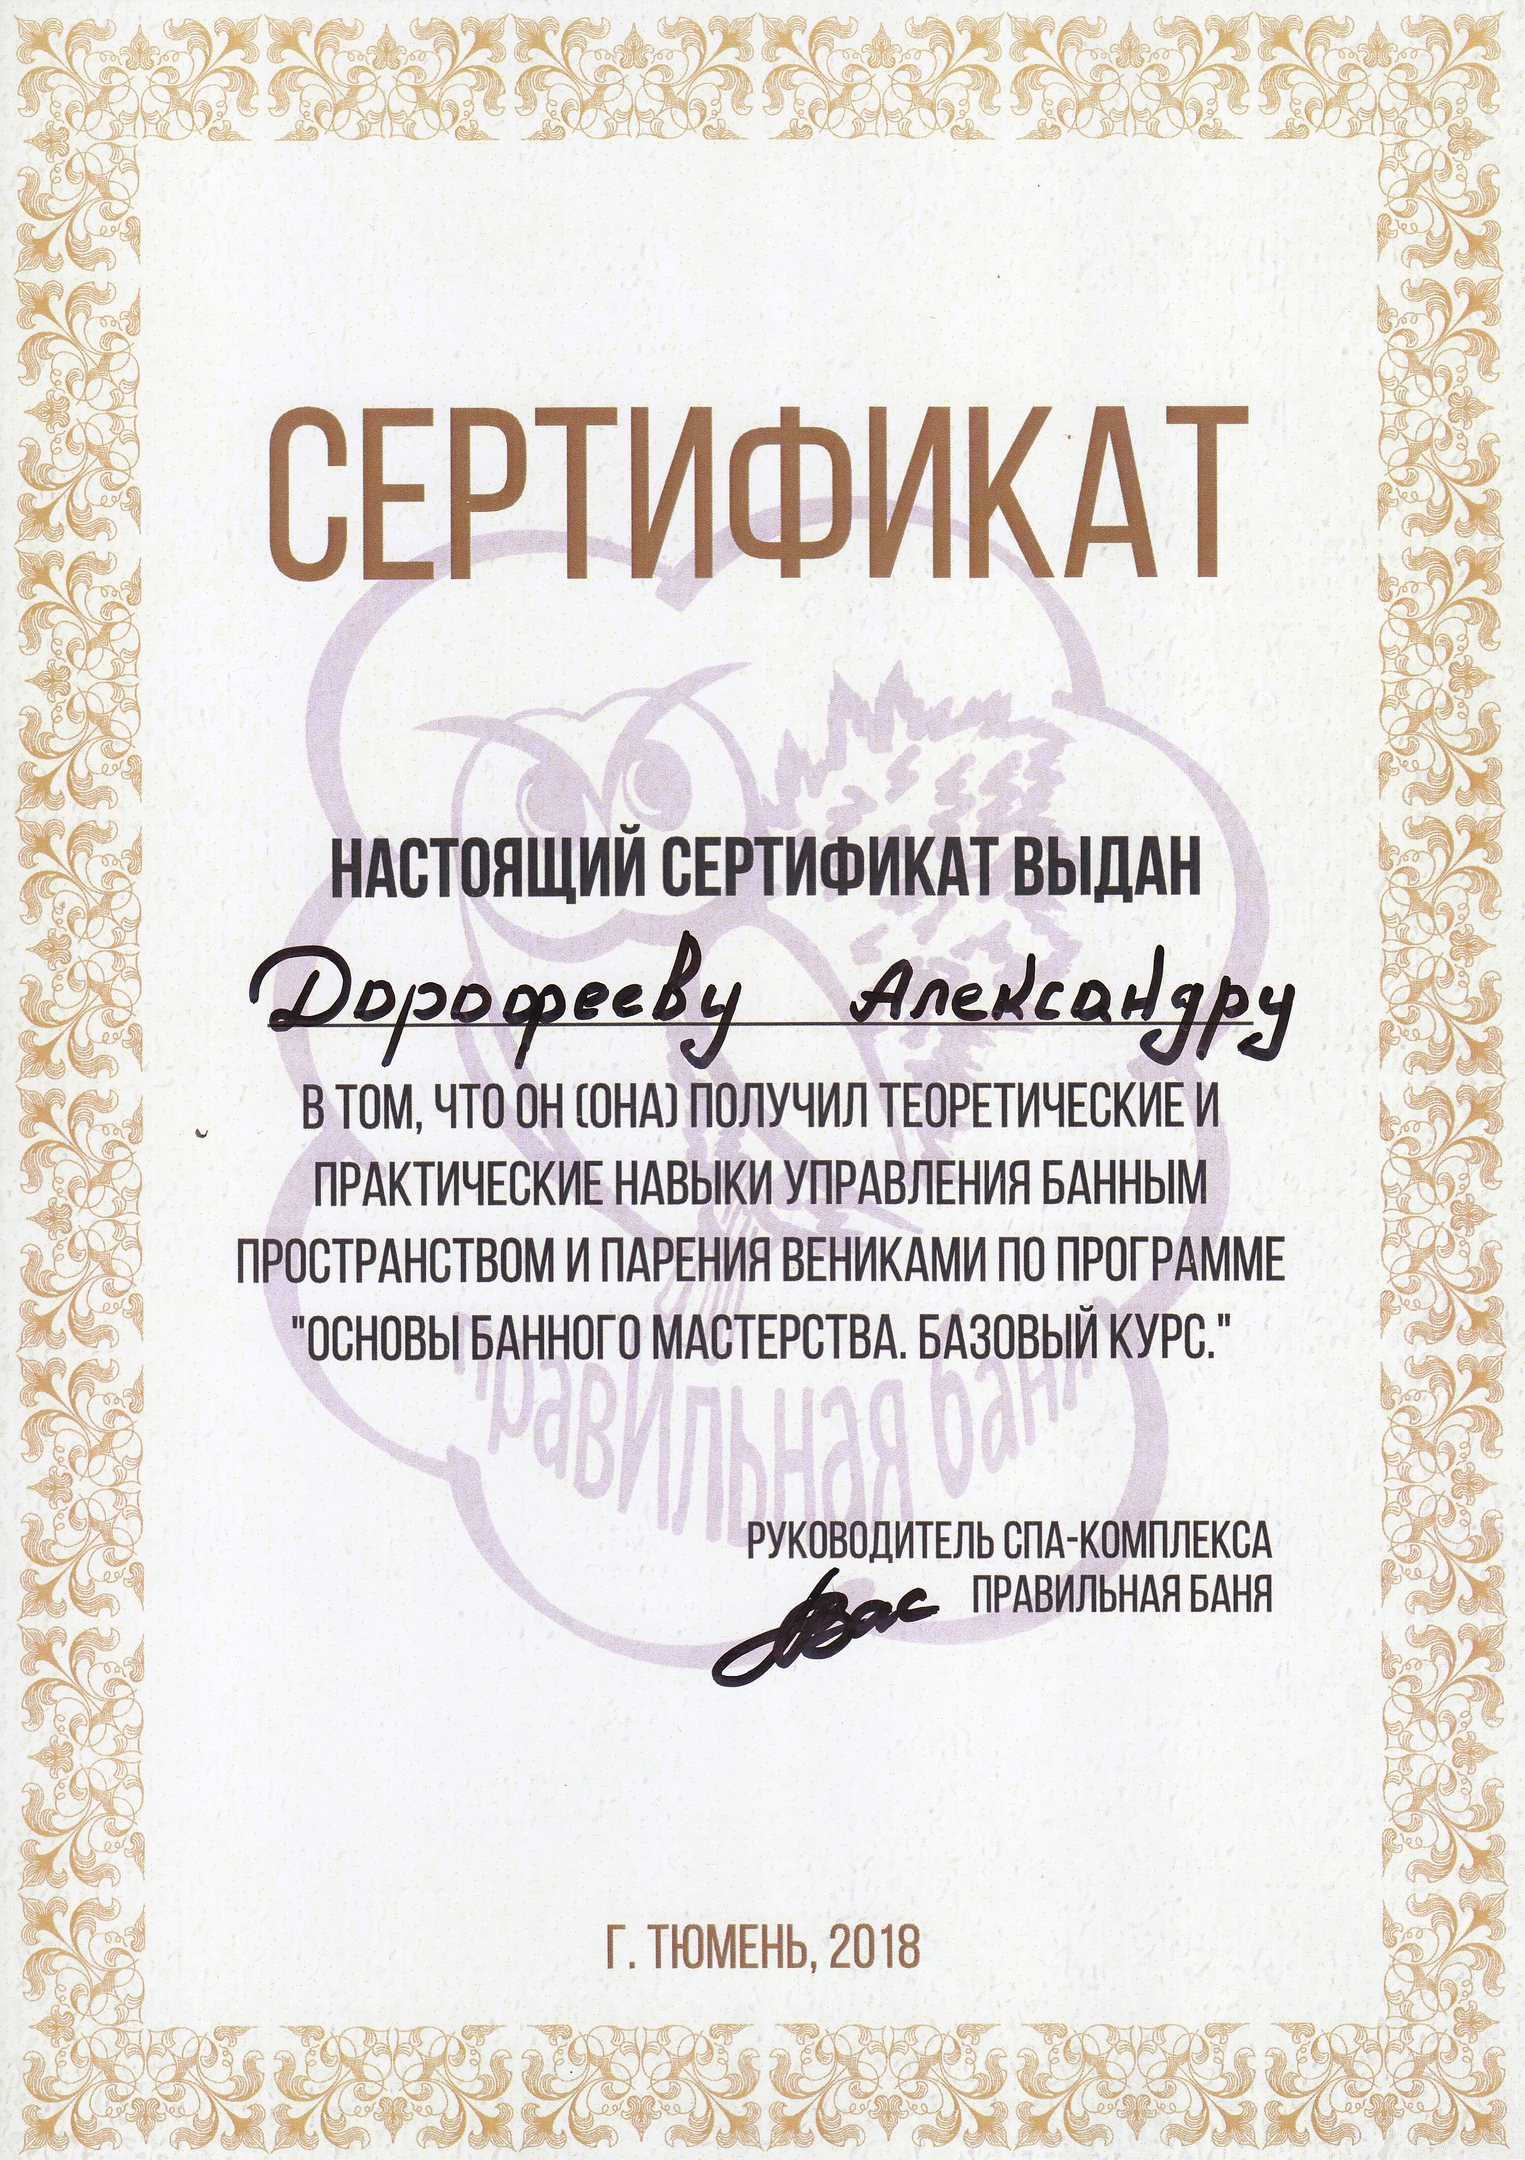 СЕРТИФИКАТ
НАСТОЯЩИЙ СЕРТИФИКАТ ВЫДАН
Дорофееву Александру
В ТОМ, ЧТО ОН (ОНА) ПОЛУЧИЛ ТЕОРЕТИЧЕСКИЕ И
ПРАКТИЧЕСКИЕ НАВЫКИ УПРАВЛЕНИЯ БАННЫМ
ПРОСТРАНСТВОМ И ПАРЕНИЯ ВЕНИКАМИ ПО ПРОГРАММЕ
"ОСНОВЫ БАННОГО МАСТЕРСТВА. БАЗОВЫЙ КУРС."
правильная баня
РУКОВОДИТЕЛЬ СПА-КОМПЛЕКСА
ПРАВИЛЬНАЯ БАНЯ
Г. ТЮМЕНЬ, 2018